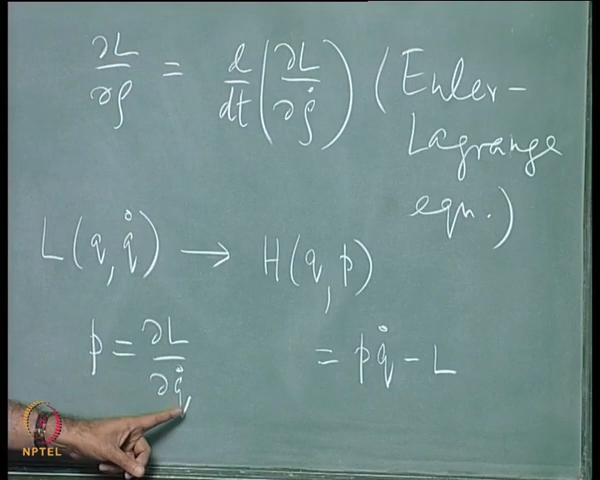 ∂L/∂q = d/dt(∂L/∂q̇) (Euler-
Lagrange
eqn.)
L(q, q̇) → H(q, p)
p = ∂L/∂q̇ = pq̇ - L
NPTEL